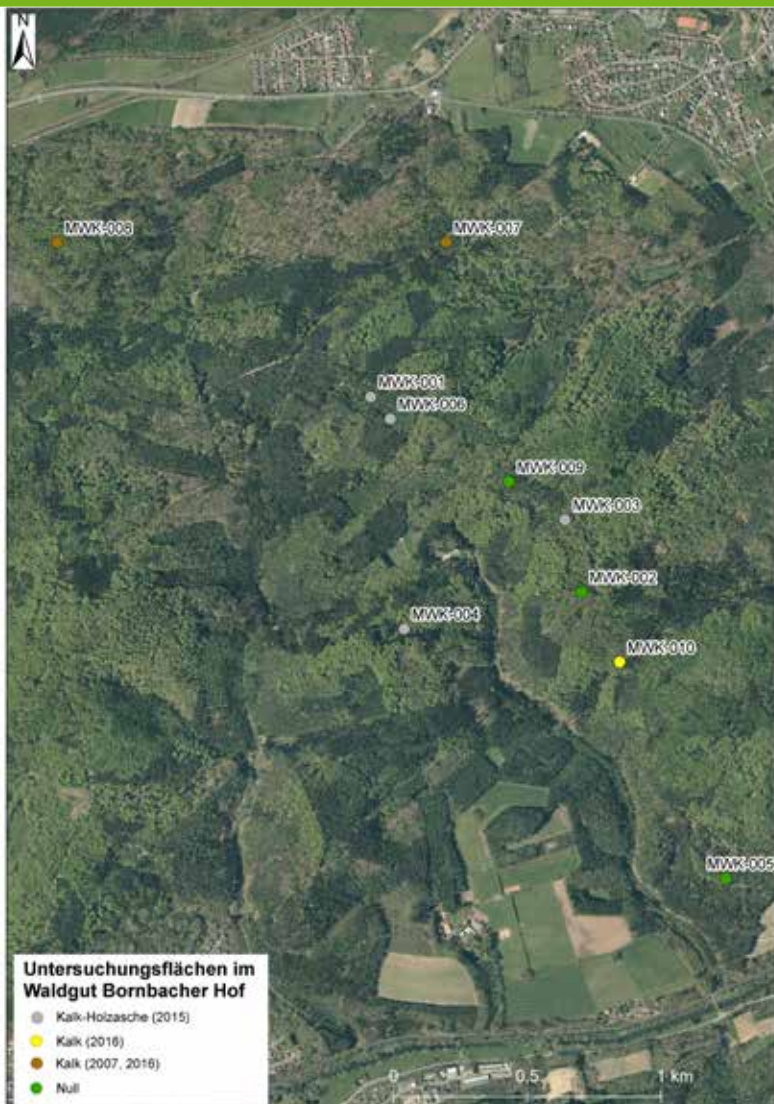 N
MWK-008
MWK-007
MWK-001
MWK-006
MWK-009
MWK-003
MWK-002
MWK-004
MWK-010
MWK-005
Untersuchungsflächen im
Waldgut Bornbacher Hof
Kalk-Holzasche (2015)
Kalk (2016)
Kalk (2007, 2016)
Null
0 0.5 1 km